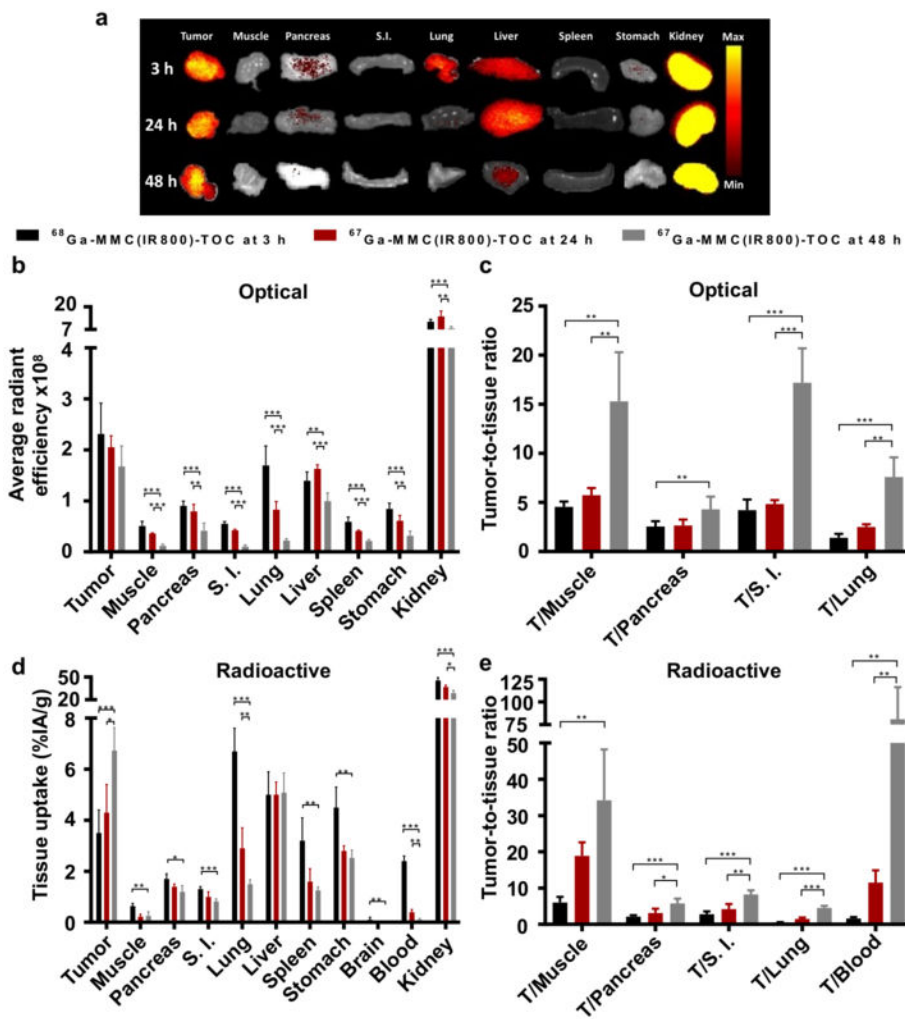 a
Tumor Muscle Pancreas S.I. Lung Liver Spleen Stomach Kidney
3 h
24 h
48 h
Max
Min
⁶⁸Ga-MMC(IR800)-TOC at 3 h ⁶⁷Ga-MMC(IR800)-TOC at 24 h ⁶⁷Ga-MMC(IR800)-TOC at 48 h
b
Optical
Average radiant
efficiency x10⁸
20
7
4
3
2
1
0
*** ** *** *** *** ** *** *** *** *** ** *** *** *** *** ** *** **
Tumor Muscle Pancreas S. I. Lung Liver Spleen Stomach Kidney
c
Optical
Tumor-to-tissue ratio
25
20
15
10
5
0
** ** ** *** *** *** **
T/Muscle T/Pancreas T/S. I. T/Lung
d
Radioactive
Tissue uptake (%IA/g)
50
20
8
6
4
2
0
*** * ** * *** *** ** ** ** ** *** ** *** *
Tumor Muscle Pancreas S. I. Lung Liver Spleen Stomach Brain Blood Kidney
e
Radioactive
Tumor-to-tissue ratio
125
100
75
50
40
30
20
10
0
** *** * *** ** *** *** ** **
T/Muscle T/Pancreas T/S. I. T/Lung T/Blood